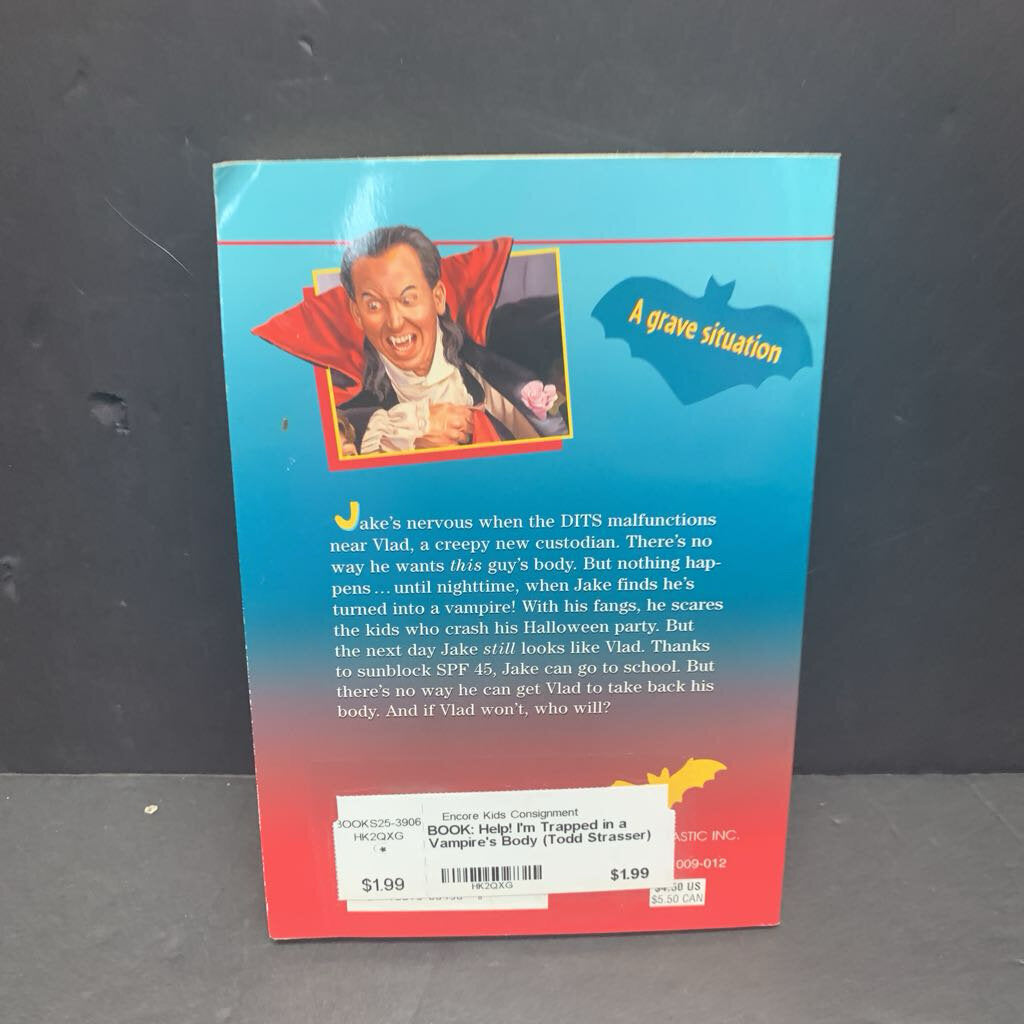 A grave situation
Jake's nervous when the DITS malfunctions
near Vlad, a creepy new custodian. There's no
way he wants this guy's body. But nothing hap-
pens ... until nighttime, when Jake finds he's
turned into a vampire! With his fangs, he scares
the kids who crash his Halloween party. But
the next day Jake still looks like Vlad. Thanks
to sunblock SPF 45, Jake can go to school. But
there's no way he can get Vlad to take back his
body. And if Vlad won't, who will?
BOOKS25-3906
HK2QXG
$1.99
Encore Kids Consignment
BOOK: Help! I'm Trapped in a
Vampire's Body (Todd Strasser)
HK2QXG
$1.99
ASTIC INC.
009-012
$4.50 US
$5.50 CAN